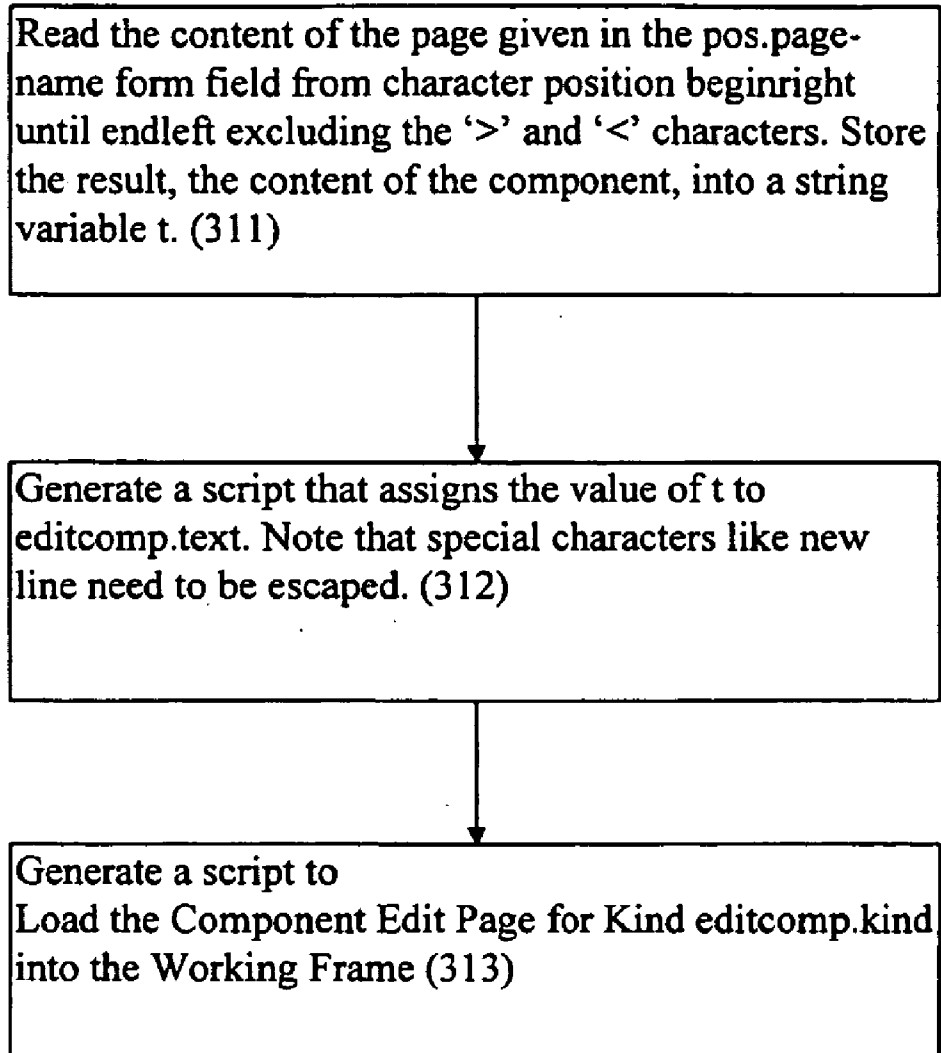 Read the content of the page given in the pos.page-
name form field from character position beginright
until endleft excluding the ‘>’ and ‘<’ characters. Store
the result, the content of the component, into a string
variable t. (311)
Generate a script that assigns the value of t to
editcomp.text. Note that special characters like new
line need to be escaped. (312)
Generate a script to
Load the Component Edit Page for Kind editcomp.kind
into the Working Frame (313)